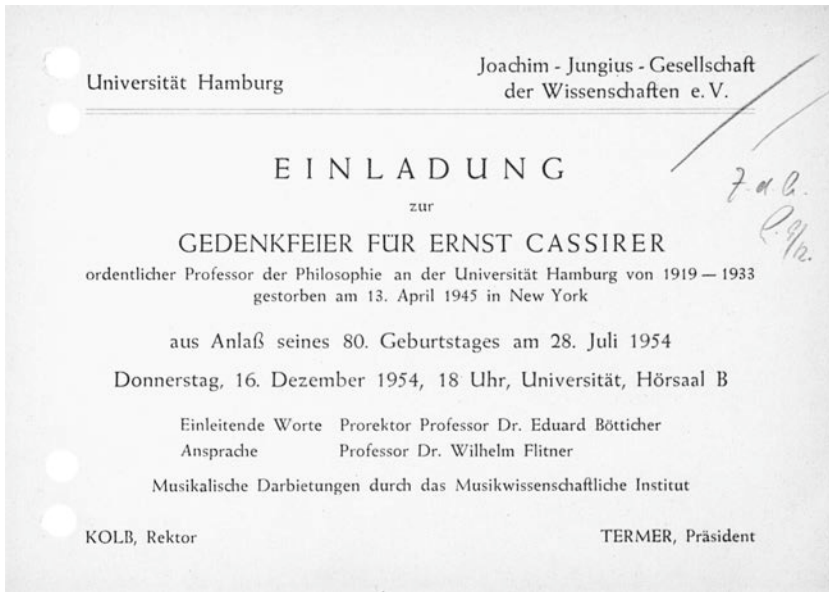 Universität Hamburg
Joachim - Jungius - Gesellschaft
der Wissenschaften e. V.
EINLADUNG
zur
GEDENKFEIER FÜR ERNST CASSIRER
ordentlicher Professor der Philosophie an der Universität Hamburg von 1919 — 1933
gestorben am 13. April 1945 in New York
aus Anlaß seines 80. Geburtstages am 28. Juli 1954
Donnerstag, 16. Dezember 1954, 18 Uhr, Universität, Hörsaal B
Einleitende Worte Prorektor Professor Dr. Eduard Bötticher
Ansprache Professor Dr. Wilhelm Flitner
Musikalische Darbietungen durch das Musikwissenschaftliche Institut
KOLB, Rektor TERMER, Präsident